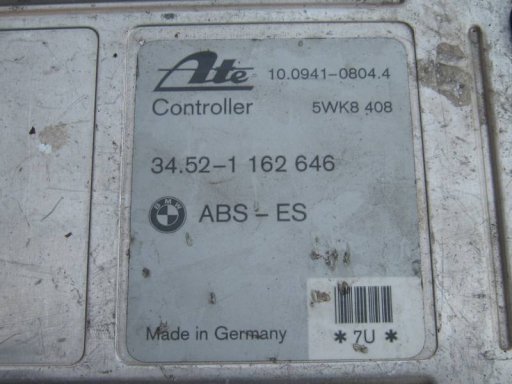 Ate 10.0941-0804.4
Controller 5WK8 408
34.52-1 162 646
BMW ABS - ES
Made in Germany * 7U *